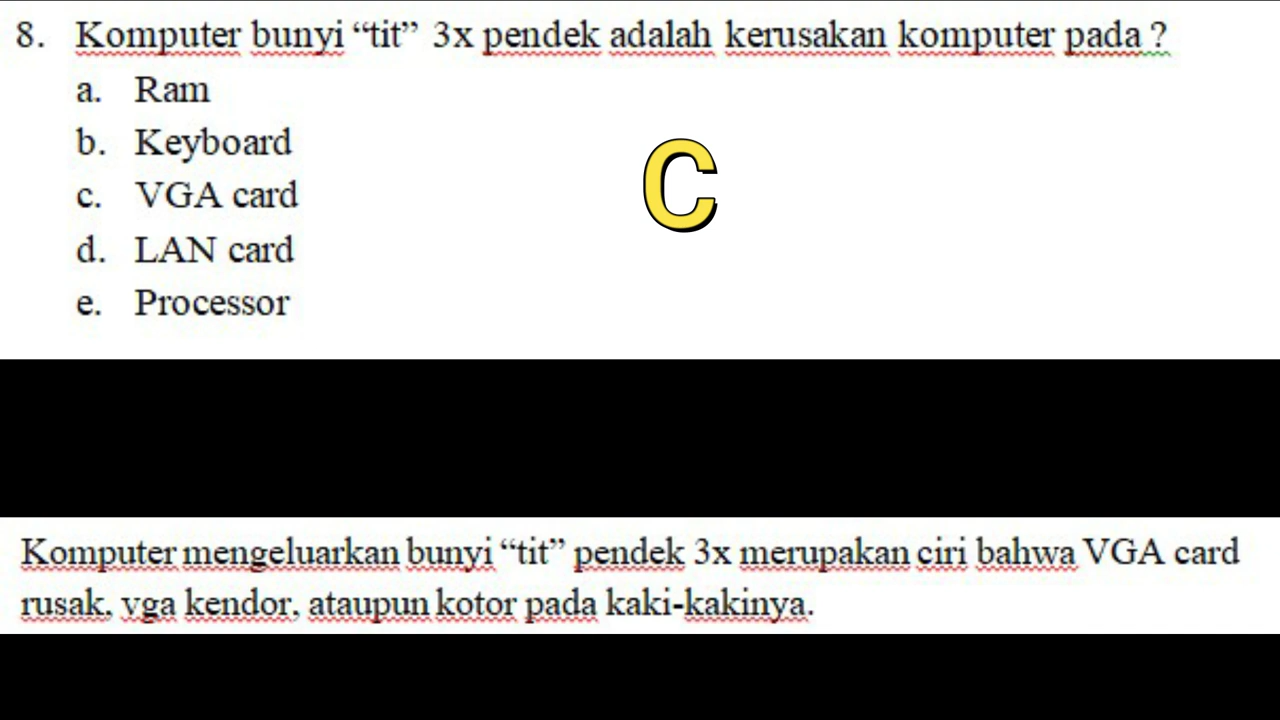 8. Komputer bunyi “tit” 3x pendek adalah kerusakan komputer pada ?
a. Ram
b. Keyboard
c. VGA card
d. LAN card
e. Processor
C
Komputer mengeluarkan bunyi “tit” pendek 3x merupakan ciri bahwa VGA card
rusak, vga kendor, ataupun kotor pada kaki-kakinya.